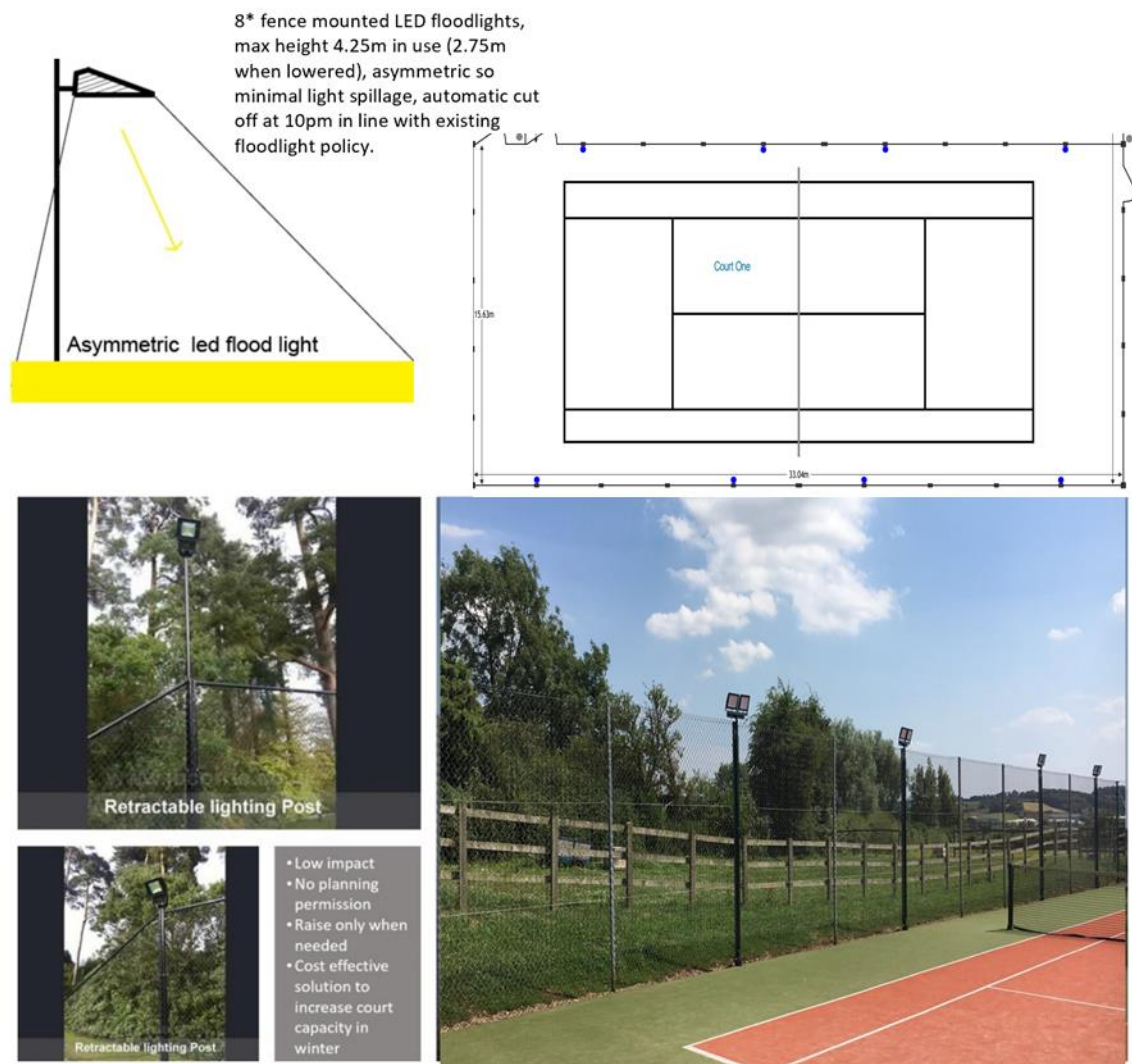 8* fence mounted LED floodlights,
max height 4.25m in use (2.75m
when lowered), asymmetric so
minimal light spillage, automatic cut
off at 10pm in line with existing
floodlight policy.
Asymmetric led flood light
Court One
15.63m
33.04m
Retractable lighting Post
Retractable lighting Post
• Low impact
• No planning
permission
• Raise only when
needed
• Cost effective
solution to
increase court
capacity in
winter